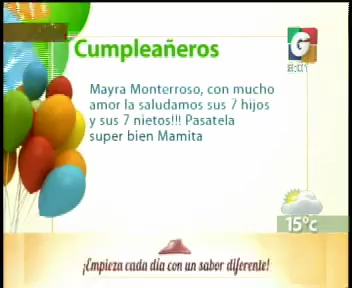 Cumpleañeros
G
Mayra Monterroso, con mucho
amor la saludamos sus 7 hijos
y sus 7 nietos!!! Pasatela
super bien Mamita
15°c
¡Empieza cada día con un sabor diferente!